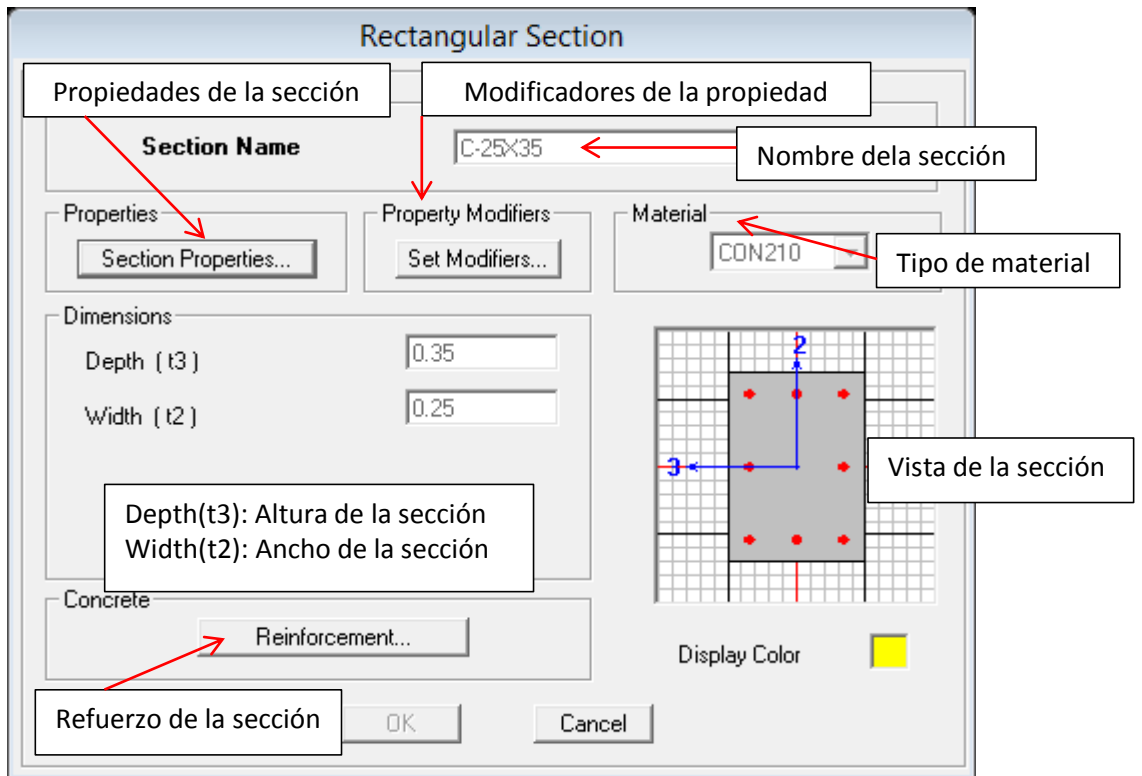 Rectangular Section
Propiedades de la sección
Modificadores de la propiedad
Section Name
C-25X35
Nombre dela sección
Properties
Property Modifiers
Material
Section Properties...
Set Modifiers...
CON210
Tipo de material
Dimensions
Depth ( t3 )
0.35
Width ( t2 )
0.25
2
3
Vista de la sección
Depth(t3): Altura de la sección
Width(t2): Ancho de la sección
Concrete
Reinforcement...
Display Color
Refuerzo de la sección
OK
Cancel